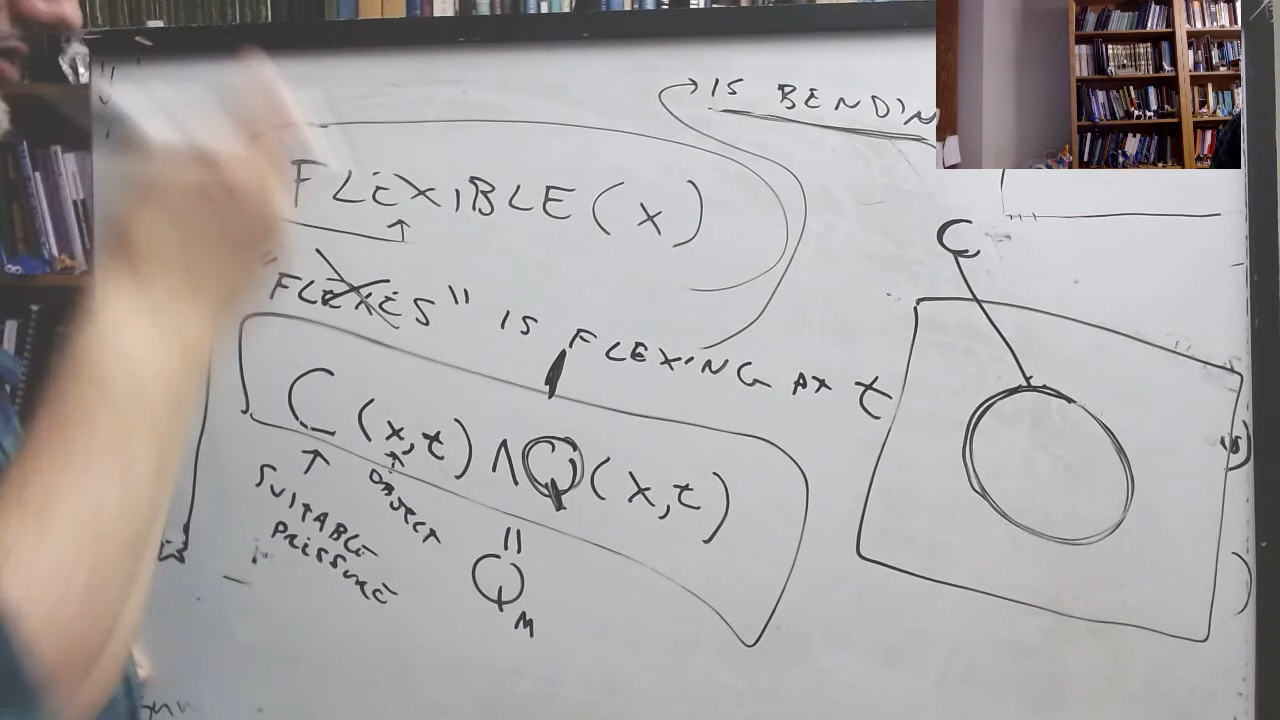 IS BENDIN
FLEXIBLE(x)
C
FLEXES" IS FLEXING AT t
C(x,t) ∧ Q(x,t)
↑ ↑
SUITABLE
PRESSURE
OBJECT
"
Q M